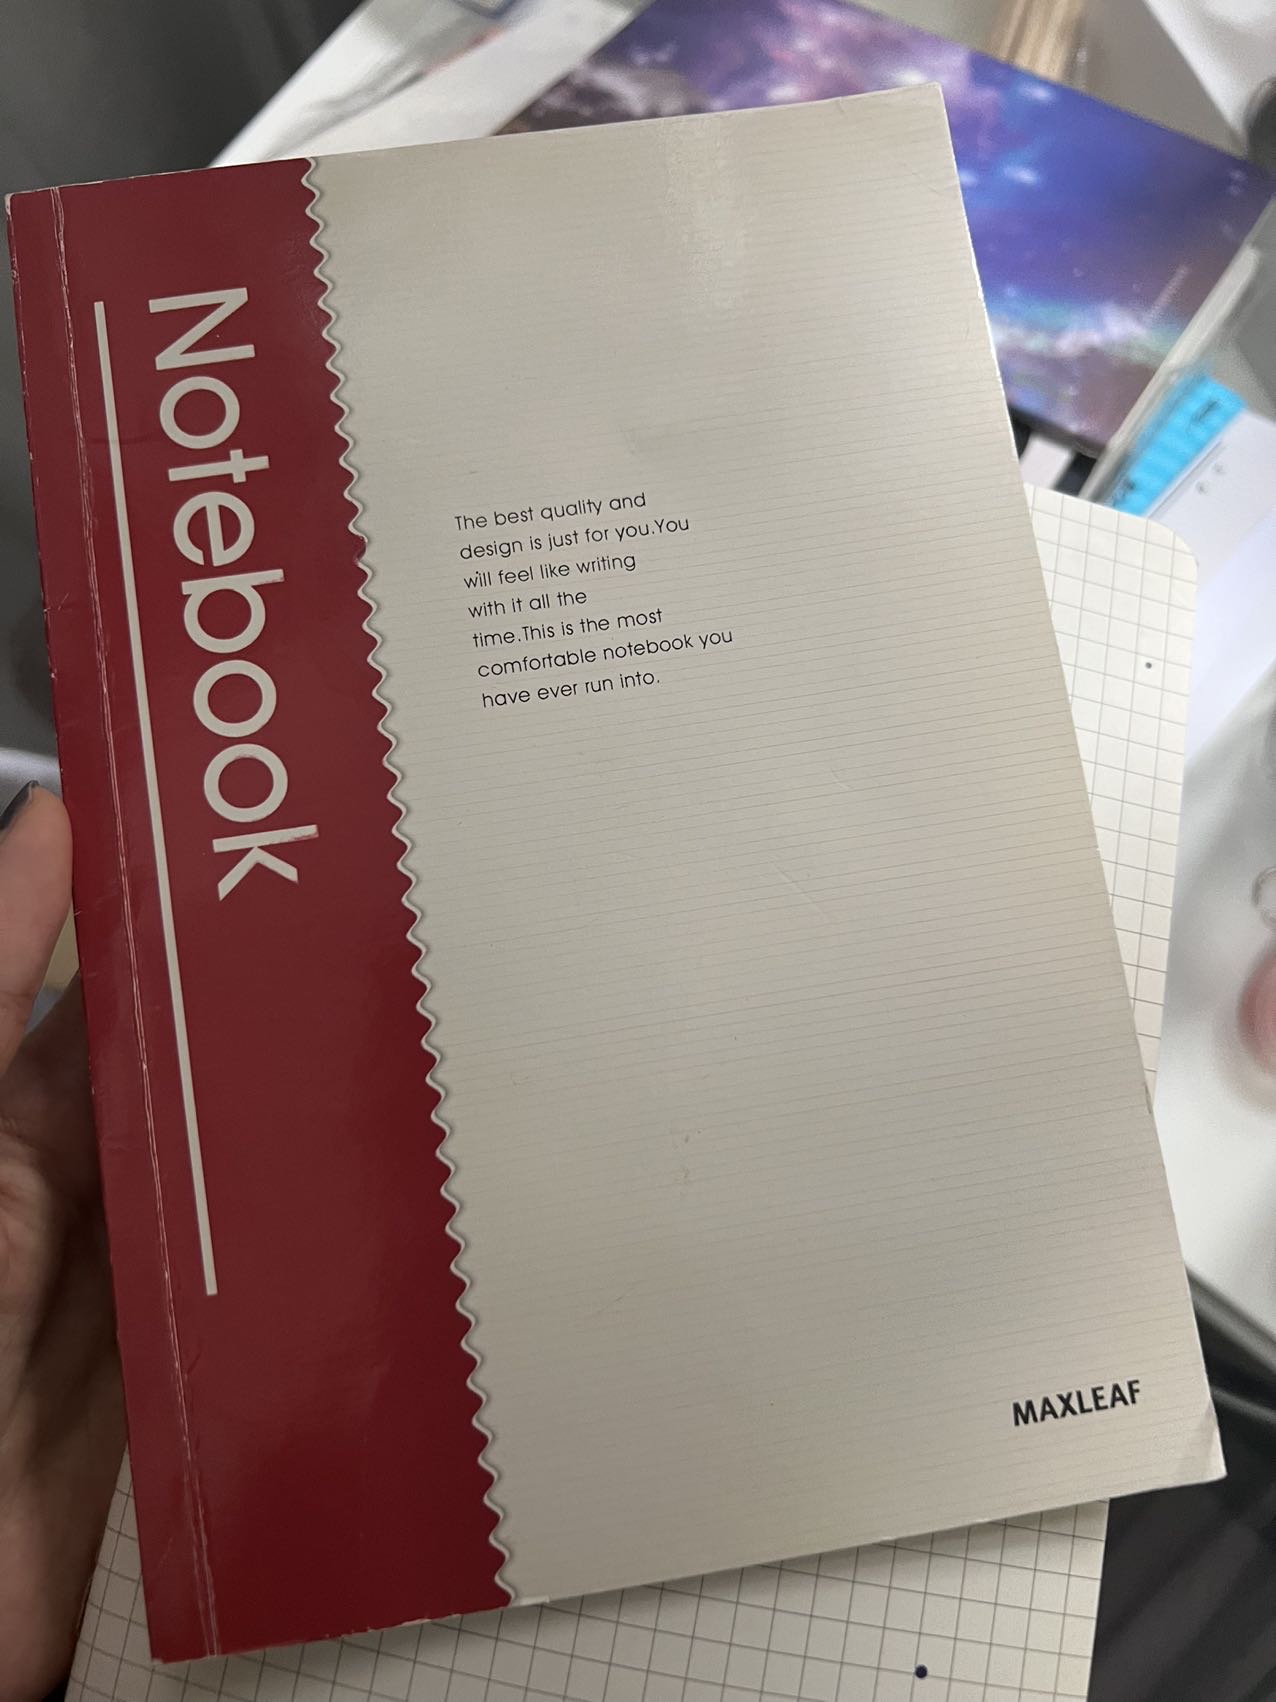 Notebook
The best quality and
design is just for you.You
will feel like writing
with it all the
time.This is the most
comfortable notebook you
have ever run into.
MAXLEAF